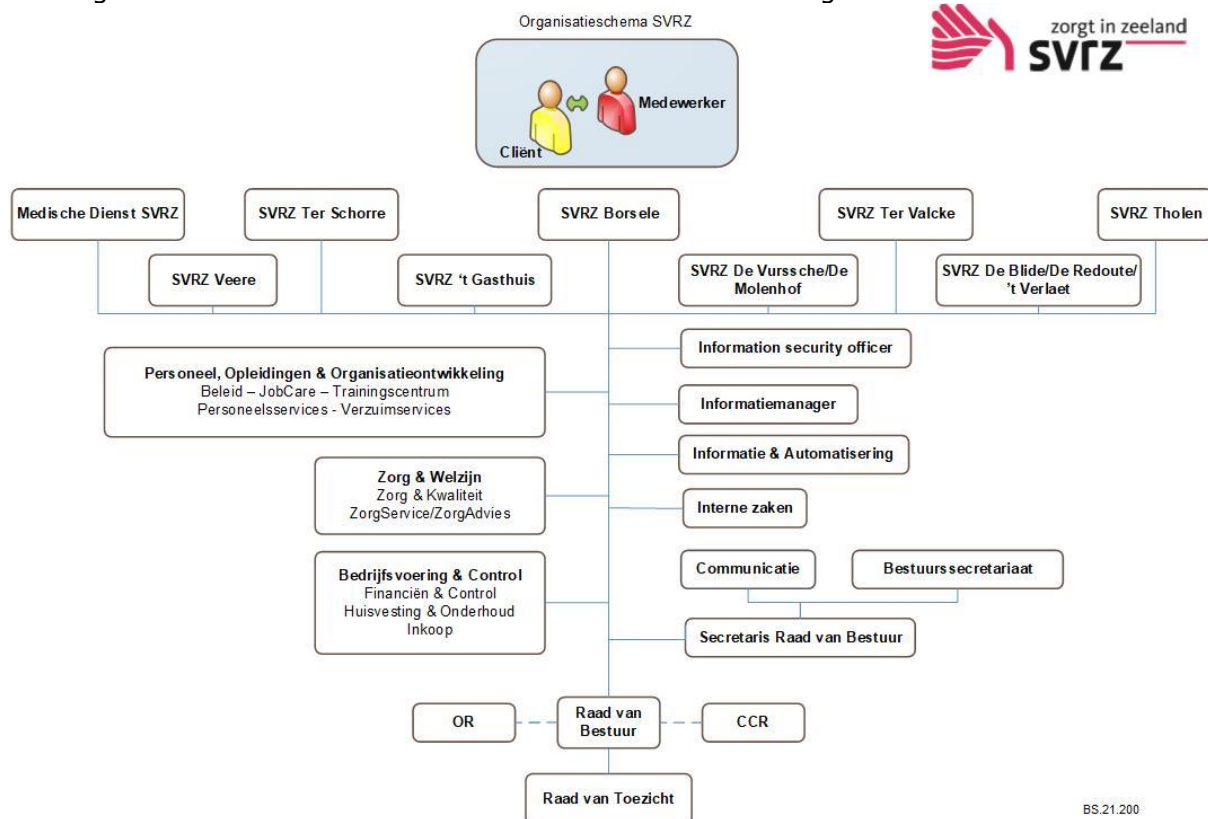 Organisatieschema SVRZ
zorgt in zeeland
svrz
Medewerker
Cliënt
Medische Dienst SVRZ
SVRZ Ter Schorre
SVRZ Borsele
SVRZ Ter Valcke
SVRZ Tholen
SVRZ Veere
SVRZ ‘t Gasthuis
SVRZ De Vurssche/De
Molenhof
SVRZ De Blide/De Redoute/
’t Verlaet
Information security officer
Personeel, Opleidingen & Organisatieontwikkeling
Beleid – JobCare – Trainingscentrum
Personeelsservices - Verzuimservices
Informatiemanager
Informatie & Automatisering
Zorg & Welzijn
Zorg & Kwaliteit
ZorgService/ZorgAdvies
Interne zaken
Communicatie
Bestuurssecretariaat
Bedrijfsvoering & Control
Financiën & Control
Huisvesting & Onderhoud
Inkoop
Secretaris Raad van Bestuur
OR
Raad van
Bestuur
CCR
Raad van Toezicht
BS.21.200